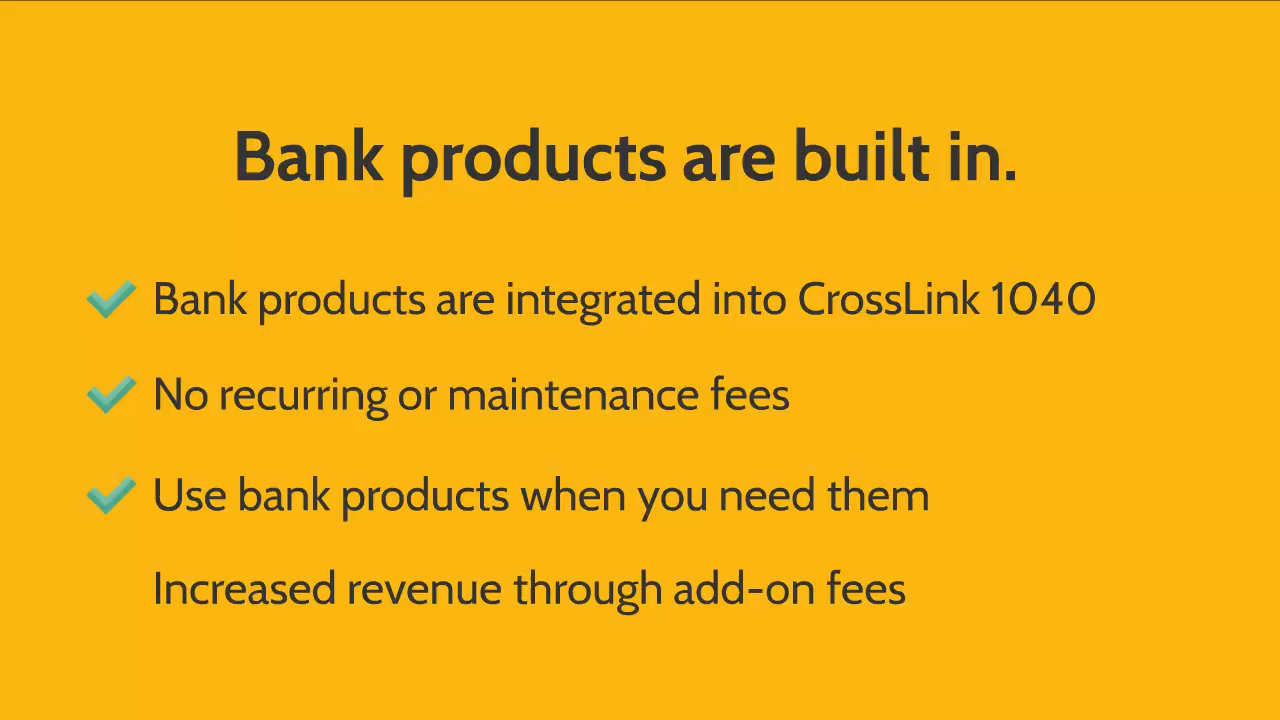 Bank products are built in.
Bank products are integrated into CrossLink 1040
No recurring or maintenance fees
Use bank products when you need them
Increased revenue through add-on fees